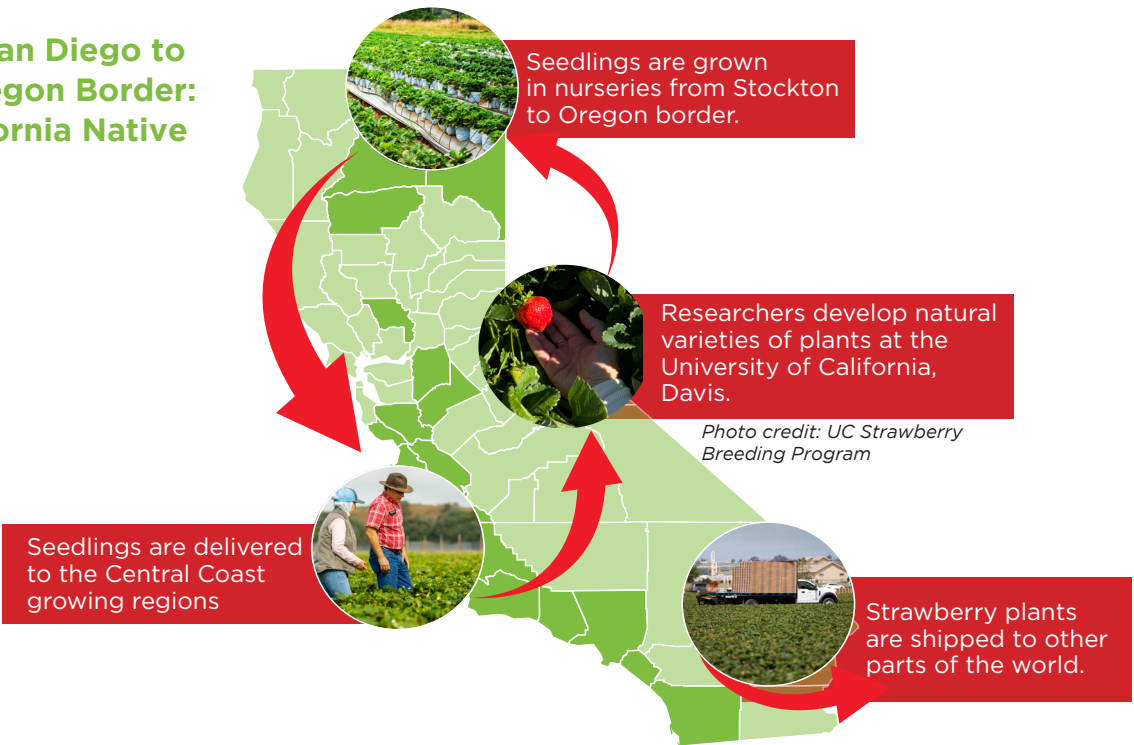 an Diego to
egon Border:
ornia Native
Seedlings are grown
in nurseries from Stockton
to Oregon border.
Researchers develop natural
varieties of plants at the
University of California,
Davis.
Photo credit: UC Strawberry
Breeding Program
Seedlings are delivered
to the Central Coast
growing regions
Strawberry plants
are shipped to other
parts of the world.